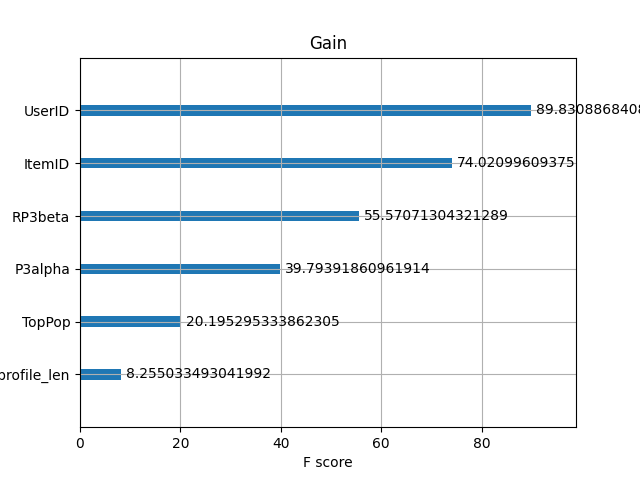 Gain
UserID 89.8308868408
ItemID 74.02099609375
RP3beta 55.57071304321289
P3alpha 39.79391860961914
TopPop 20.195295333862305
profile_len 8.255033493041992
0 20 40 60 80
F score